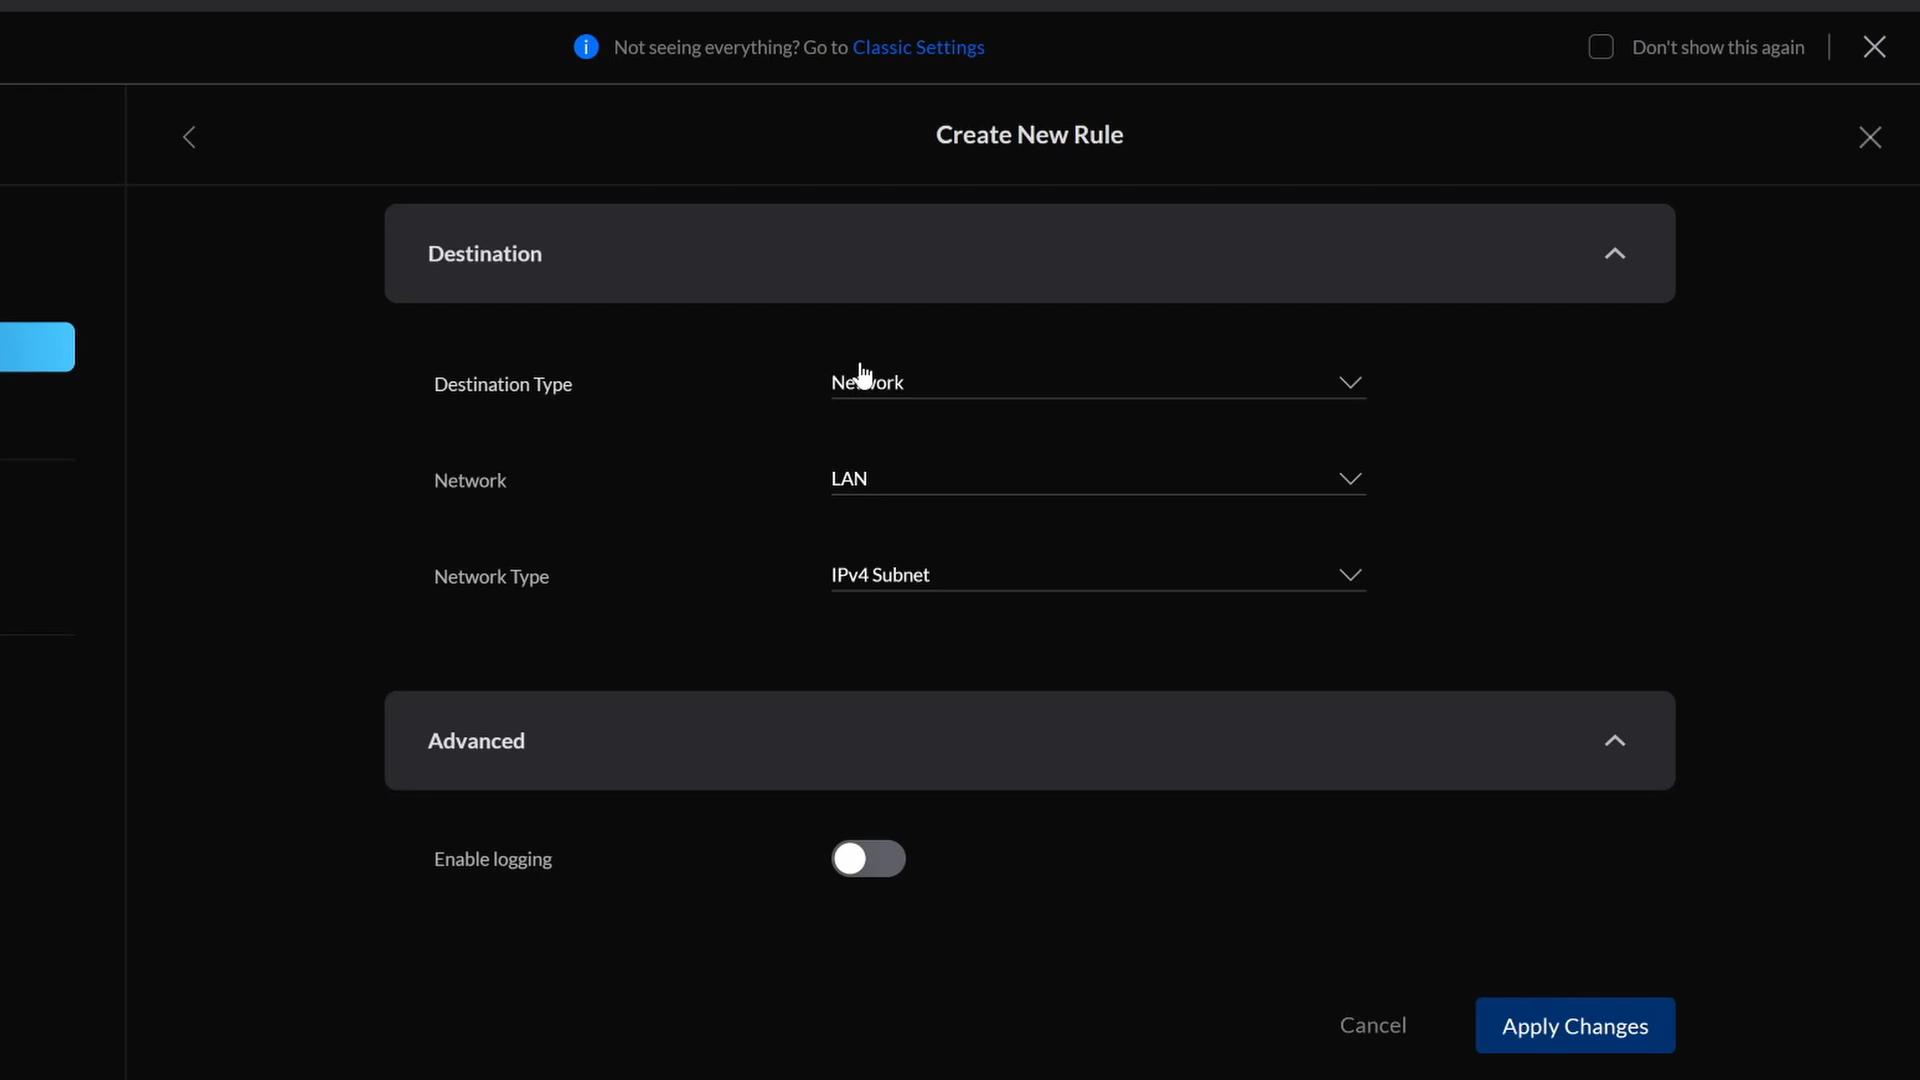 Not seeing everything? Go to Classic Settings
Don't show this again
Create New Rule
Destination
Destination Type
Network
Network
LAN
Network Type
IPv4 Subnet
Advanced
Enable logging
Cancel
Apply Changes